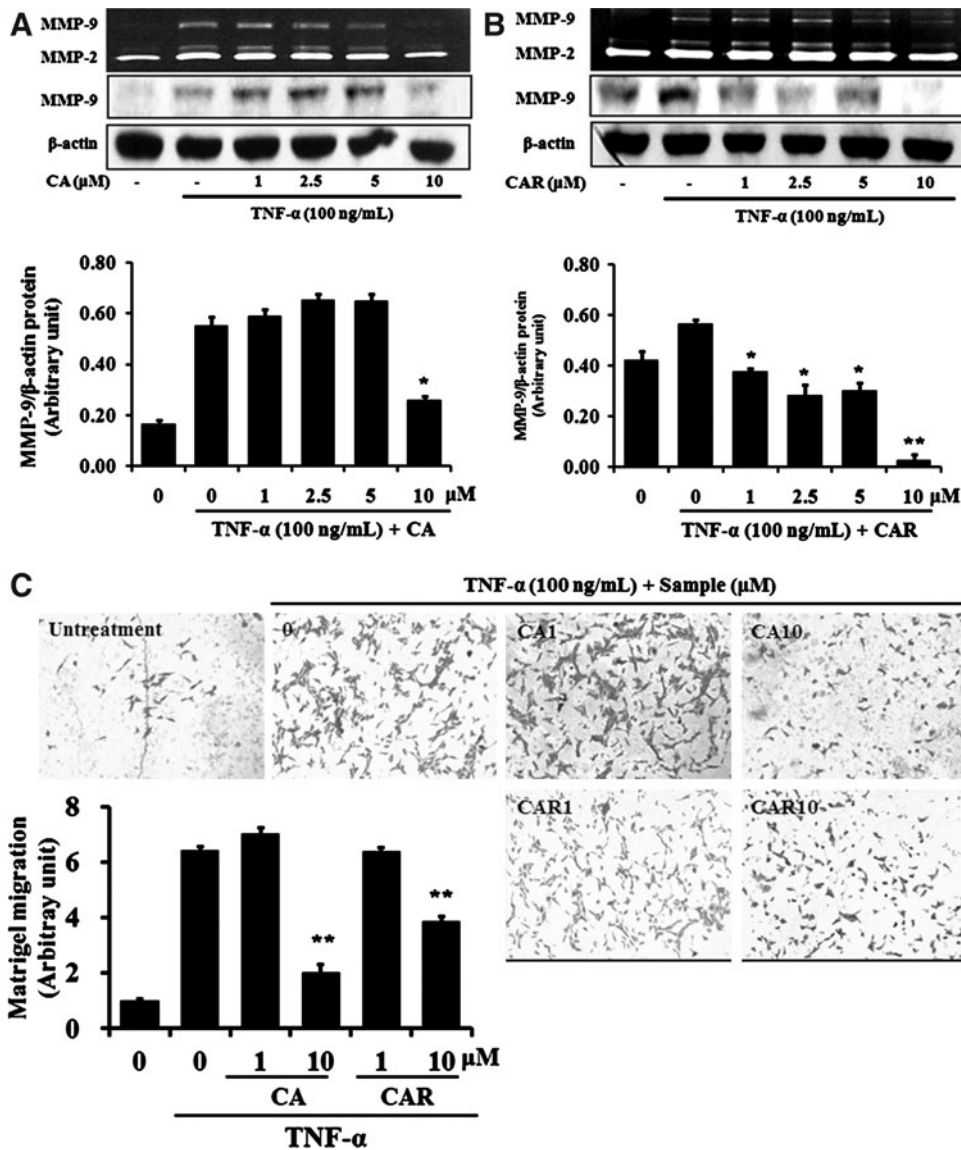 A
MMP-9
MMP-2
MMP-9
β-actin
CA (μM) - - 1 2.5 5 10
TNF-α (100 ng/mL)
MMP-9/β-actin protein
(Arbitrary unit)
0.80
0.60
0.40
0.20
0.00
0 0 1 2.5 5 10 μM
TNF-α (100 ng/mL) + CA
*
B
MMP-9
MMP-2
MMP-9
β-actin
CAR (μM) - - 1 2.5 5 10
TNF-α (100 ng/mL)
MMP-9/β-actin protein
(Arbitrary unit)
0.80
0.60
0.40
0.20
0.00
* * * **
0 0 1 2.5 5 10 μM
TNF-α (100 ng/mL) + CAR
C
TNF-α (100 ng/mL) + Sample (μM)
Untreatment 0 CA1 CA10
CAR1 CAR10
Matrigel migration
(Arbitray unit)
8
6
4
2
0
** **
0 0 1 10 1 10 μM
CA CAR
TNF-α